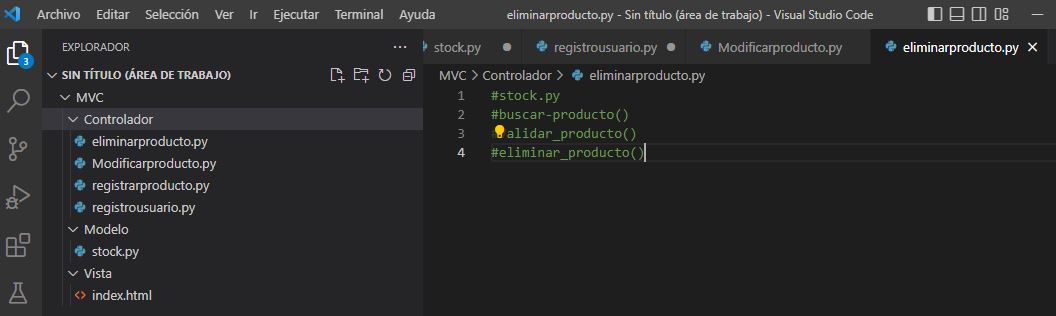 Archivo Editar Selección Ver Ir Ejecutar Terminal Ayuda eliminarproducto.py - Sin título (área de trabajo) - Visual Studio Code
EXPLORADOR
stock.py registrousuario.py Modificarproducto.py eliminarproducto.py
SIN TÍTULO (ÁREA DE TRABAJO)
MVC > Controlador > eliminarproducto.py
MVC
Controlador
eliminarproducto.py
Modificarproducto.py
registrarproducto.py
registrousuario.py
Modelo
stock.py
Vista
index.html
3
1 #stock.py
2 #buscar-producto()
3 #alidar_producto()
4 #eliminar_producto()